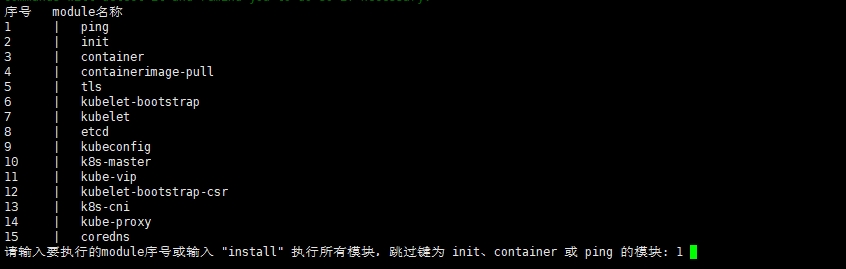 序号 module名称
1 | ping
2 | init
3 | container
4 | containerimage-pull
5 | tls
6 | kubelet-bootstrap
7 | kubelet
8 | etcd
9 | kubeconfig
10 | k8s-master
11 | kube-vip
12 | kubelet-bootstrap-csr
13 | k8s-cni
14 | kube-proxy
15 | coredns
请输入要执行的module序号或输入 "install" 执行所有模块, 跳过键为 init、container 或 ping 的模块: 1